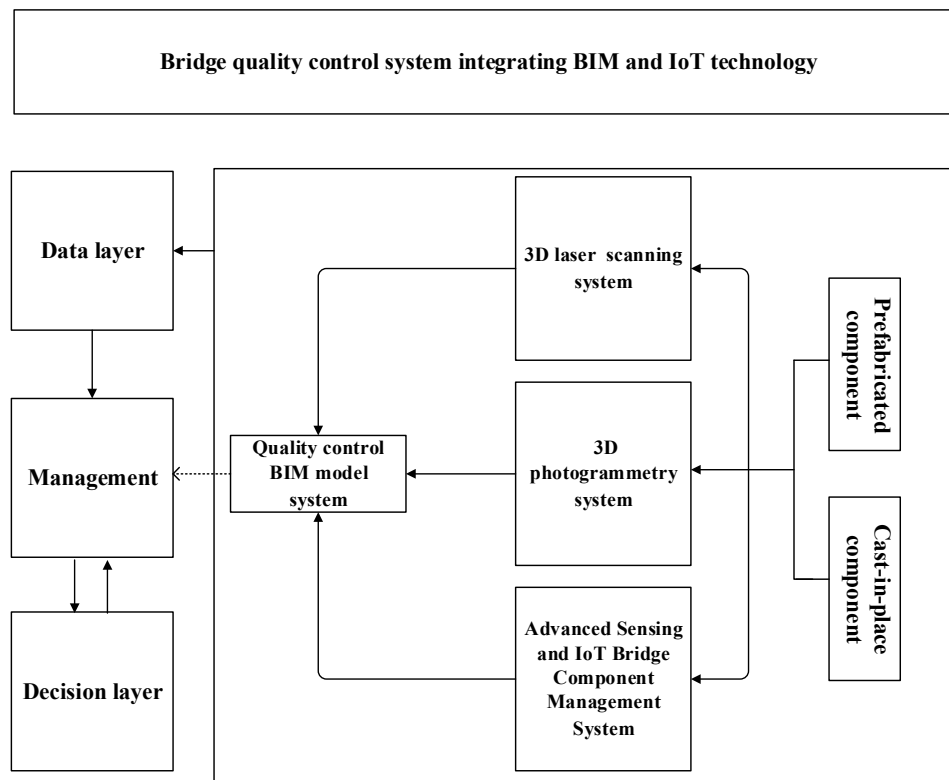 Bridge quality control system integrating BIM and IoT technology
Data layer
Management
Decision layer
3D laser scanning
system
Quality control
BIM model
system
3D
photogrammetry
system
Advanced Sensing
and IoT Bridge
Component
Management
System
Prefabricated
component
Cast-in-place
component